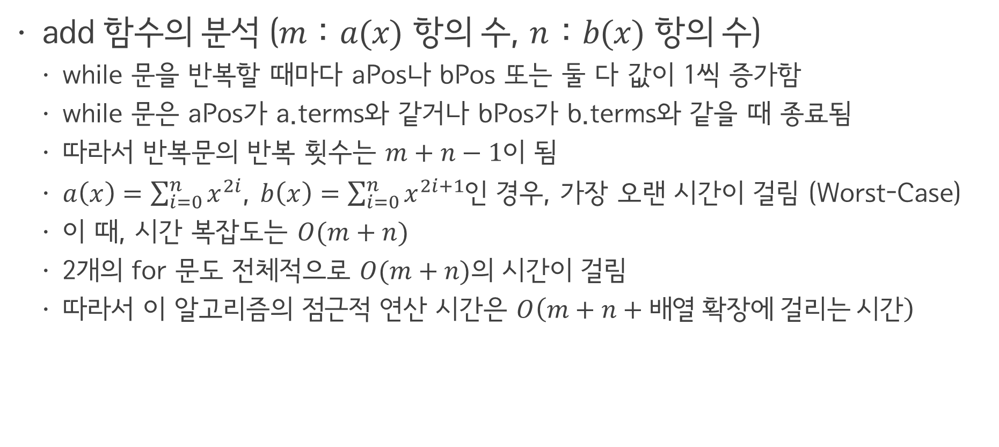 · add 함수의 분석 (m : a(x) 항의 수, n : b(x) 항의 수)
· while 문을 반복할 때마다 aPos나 bPos 또는 둘 다 값이 1씩 증가함
· while 문은 aPos가 a.terms와 같거나 bPos가 b.terms와 같을 때 종료됨
· 따라서 반복문의 반복 횟수는 m + n − 1이 됨
· a(x) = ∑_{i=0}^{n} x^{2i}, b(x) = ∑_{i=0}^{n} x^{2i+1}인 경우, 가장 오랜 시간이 걸림 (Worst-Case)
· 이 때, 시간 복잡도는 O(m + n)
· 2개의 for 문도 전체적으로 O(m + n)의 시간이 걸림
· 따라서 이 알고리즘의 점근적 연산 시간은 O(m + n + 배열 확장에 걸리는 시간)